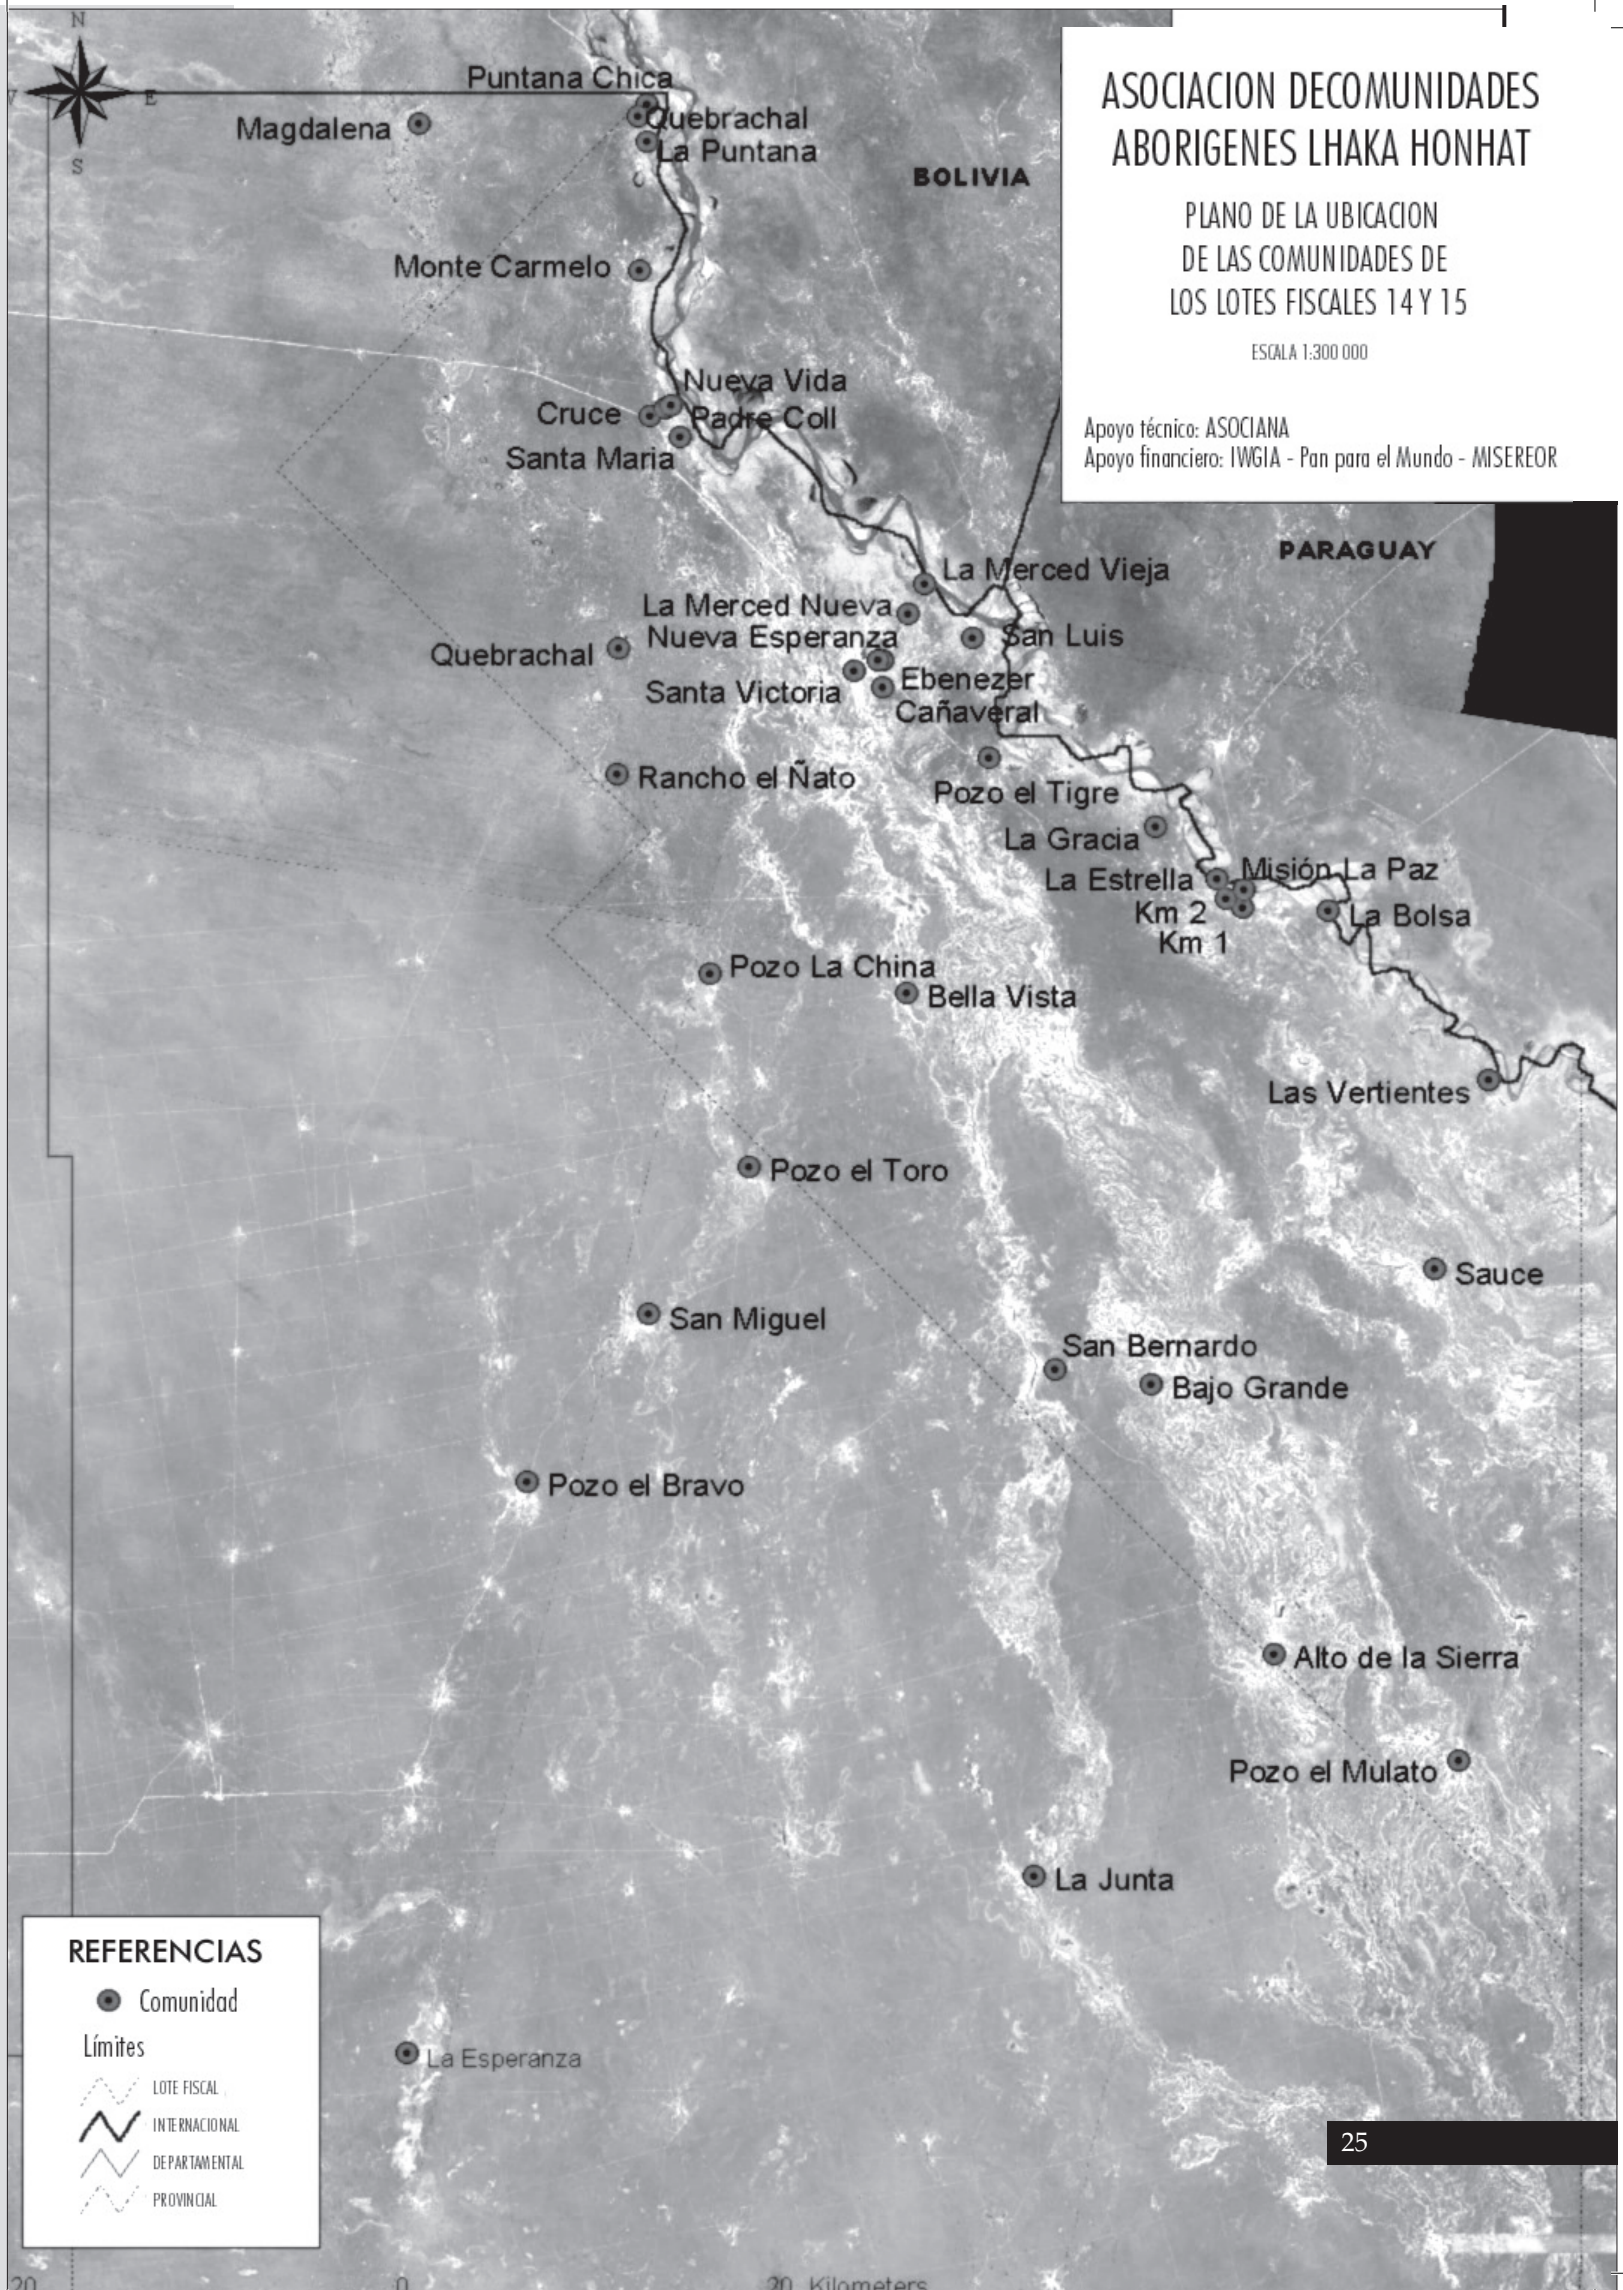 N
Puntana Chica
E
Quebrachal
Magdalena
La Puntana
S
BOLIVIA
ASOCIACION DECOMUNIDADES
ABORIGENES LHAKA HONHAT
PLANO DE LA UBICACION
DE LAS COMUNIDADES DE
LOS LOTES FISCALES 14 Y 15
ESCALA 1:300 000
Apoyo técnico: ASOCIANA
Apoyo financiero: IWGIA - Pan para el Mundo - MISEREOR
Monte Carmelo
Nueva Vida
Cruce
Padre Coll
Santa Maria
PARAGUAY
La Merced Vieja
La Merced Nueva
Nueva Esperanza
San Luis
Quebrachal
Ebenezer
Santa Victoria
Cañaveral
Rancho el Ñato
Pozo el Tigre
La Gracia
Misión La Paz
La Estrella
Km 2
La Bolsa
Km 1
Pozo La China
Bella Vista
Las Vertientes
Pozo el Toro
Sauce
San Miguel
San Bernardo
Bajo Grande
Pozo el Bravo
Alto de la Sierra
Pozo el Mulato
La Junta
REFERENCIAS
Comunidad
Límites
LOTE FISCAL
INTERNACIONAL
DEPARTAMENTAL
PROVINCIAL
La Esperanza
25
20 0 20 Kilometers